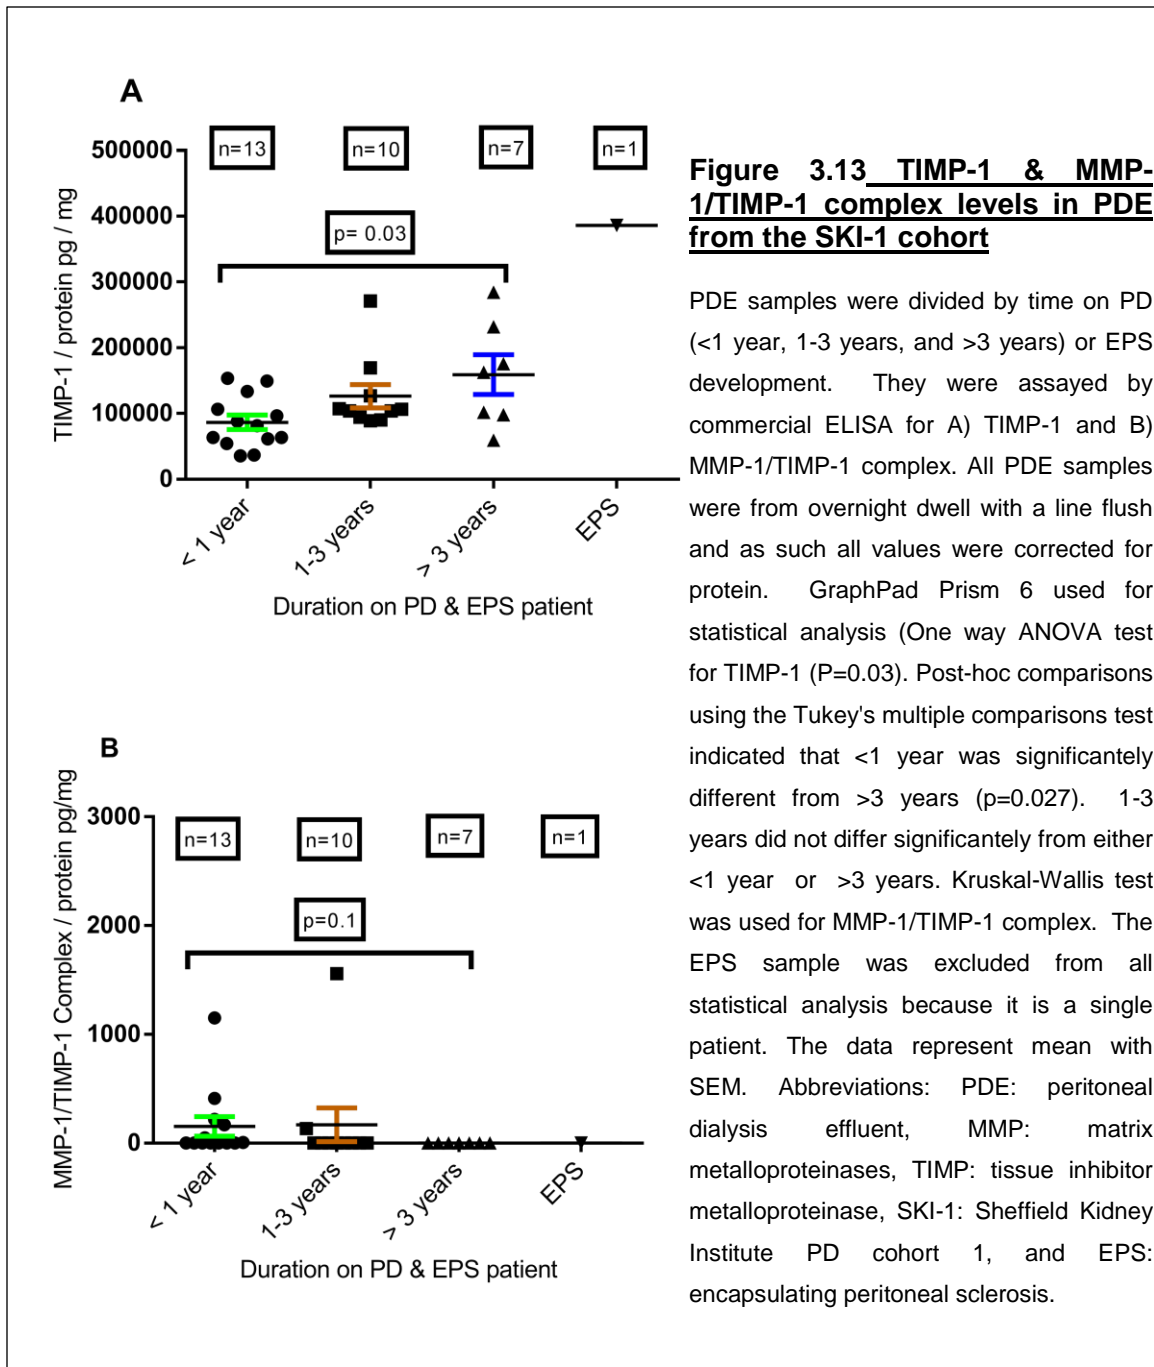 A
n=13
n=10
n=7
n=1
500000
400000
300000
200000
100000
0
p= 0.03
TIMP-1 / protein pg / mg
< 1 year
1-3 years
> 3 years
EPS
Duration on PD & EPS patient
B
n=13
n=10
n=7
n=1
3000
2000
1000
0
p=0.1
MMP-1/TIMP-1 Complex / protein pg/mg
< 1 year
1-3 years
> 3 years
EPS
Duration on PD & EPS patient
Figure 3.13 TIMP-1 & MMP-
1/TIMP-1 complex levels in PDE
from the SKI-1 cohort
PDE samples were divided by time on PD
(<1 year, 1-3 years, and >3 years) or EPS
development. They were assayed by
commercial ELISA for A) TIMP-1 and B)
MMP-1/TIMP-1 complex. All PDE samples
were from overnight dwell with a line flush
and as such all values were corrected for
protein. GraphPad Prism 6 used for
statistical analysis (One way ANOVA test
for TIMP-1 (P=0.03). Post-hoc comparisons
using the Tukey's multiple comparisons test
indicated that <1 year was significantely
different from >3 years (p=0.027). 1-3
years did not differ significantely from either
<1 year or >3 years. Kruskal-Wallis test
was used for MMP-1/TIMP-1 complex. The
EPS sample was excluded from all
statistical analysis because it is a single
patient. The data represent mean with
SEM. Abbreviations: PDE: peritoneal
dialysis effluent, MMP: matrix
metalloproteinases, TIMP: tissue inhibitor
metalloproteinase, SKI-1: Sheffield Kidney
Institute PD cohort 1, and EPS:
encapsulating peritoneal sclerosis.